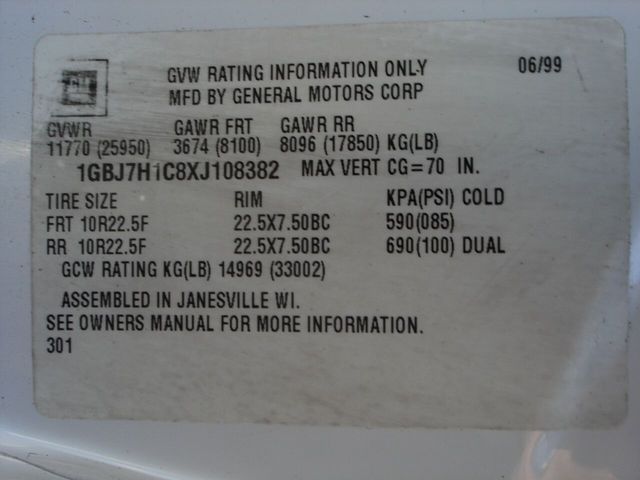 GM
GVW RATING INFORMATION ONLY 06/99
MFD BY GENERAL MOTORS CORP
GVWR GAWR FRT GAWR RR
11770 (25950) 3674 (8100) 8096 (17850) KG(LB)
1GBJ7H1C8XJ108382 MAX VERT CG=70 IN.
TIRE SIZE RIM KPA(PSI) COLD
FRT 10R22.5F 22.5X7.50BC 590(085)
RR 10R22.5F 22.5X7.50BC 690(100) DUAL
GCW RATING KG(LB) 14969 (33002)
ASSEMBLED IN JANESVILLE WI.
SEE OWNERS MANUAL FOR MORE INFORMATION.
301